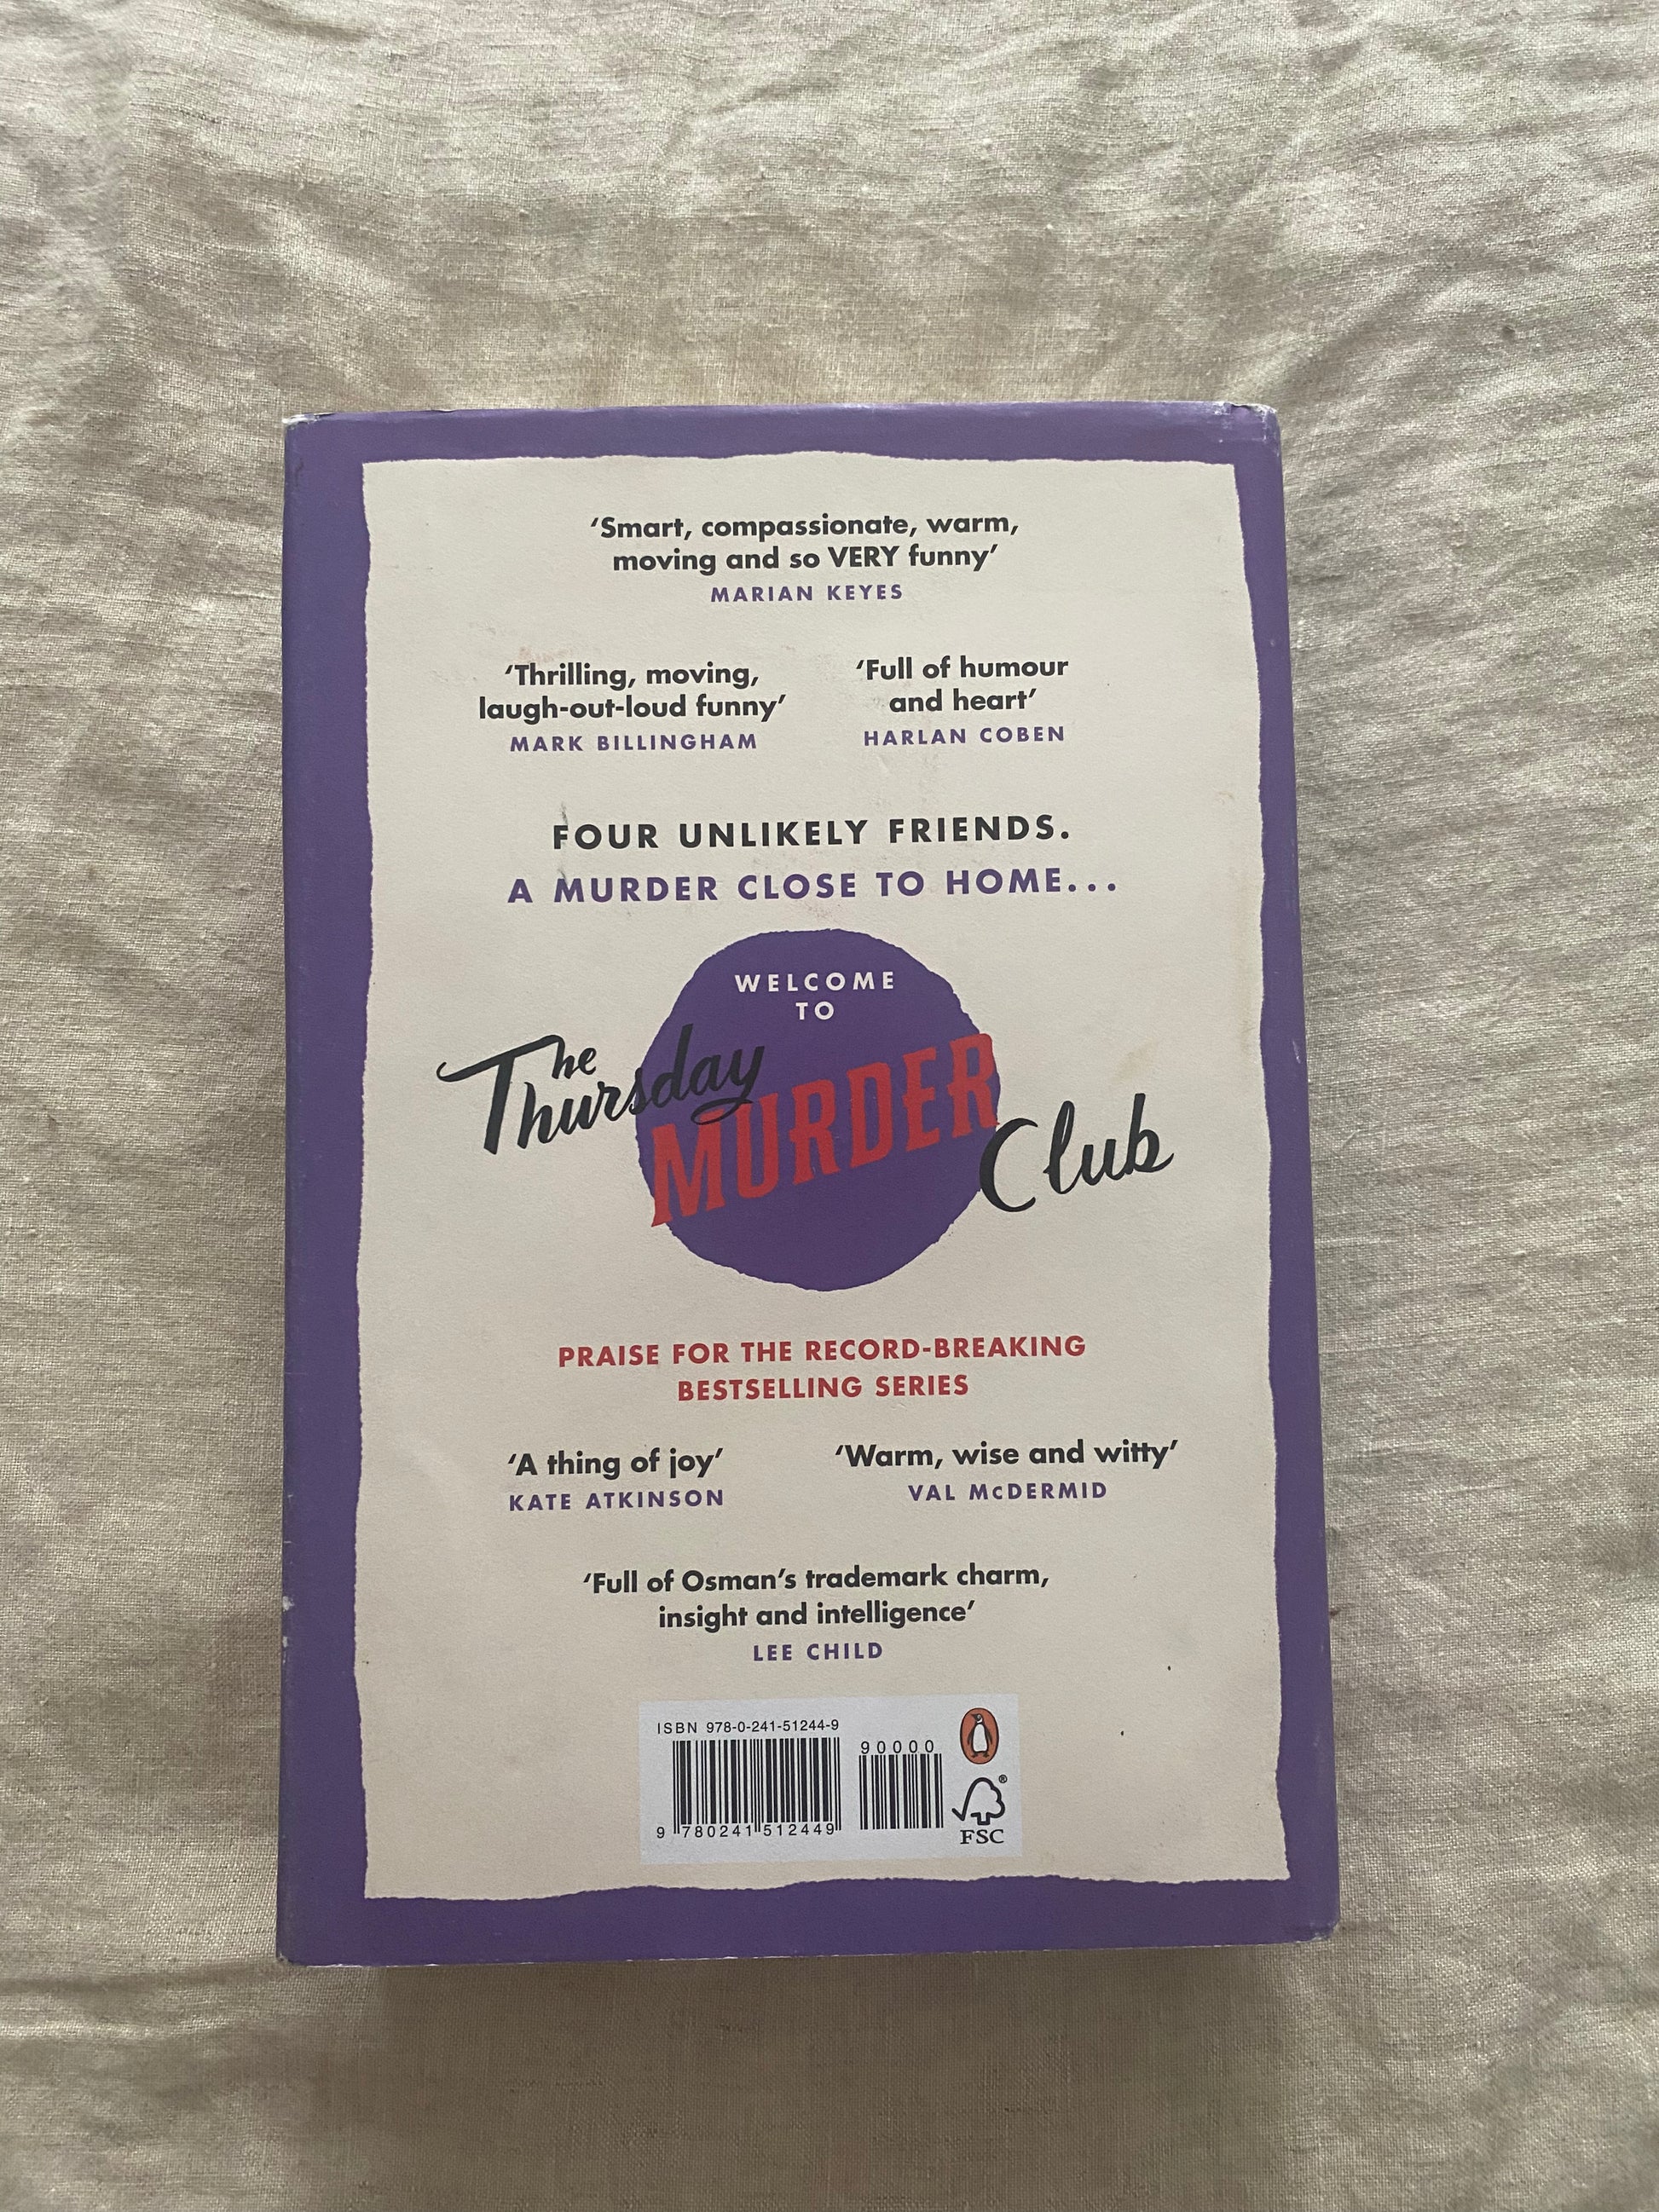 ‘Smart, compassionate, warm,
moving and so VERY funny’
MARIAN KEYES
‘Thrilling, moving,
laugh-out-loud funny’
MARK BILLINGHAM
‘Full of humour
and heart’
HARLAN COBEN
FOUR UNLIKELY FRIENDS.
A MURDER CLOSE TO HOME...
WELCOME
TO
The
Thursday
MURDER
Club
PRAISE FOR THE RECORD-BREAKING
BESTSELLING SERIES
‘A thing of joy’
KATE ATKINSON
‘Warm, wise and witty’
VAL McDERMID
‘Full of Osman’s trademark charm,
insight and intelligence’
LEE CHILD
ISBN 978-0-241-51244-9
90000
9 780241 512449
®
FSC